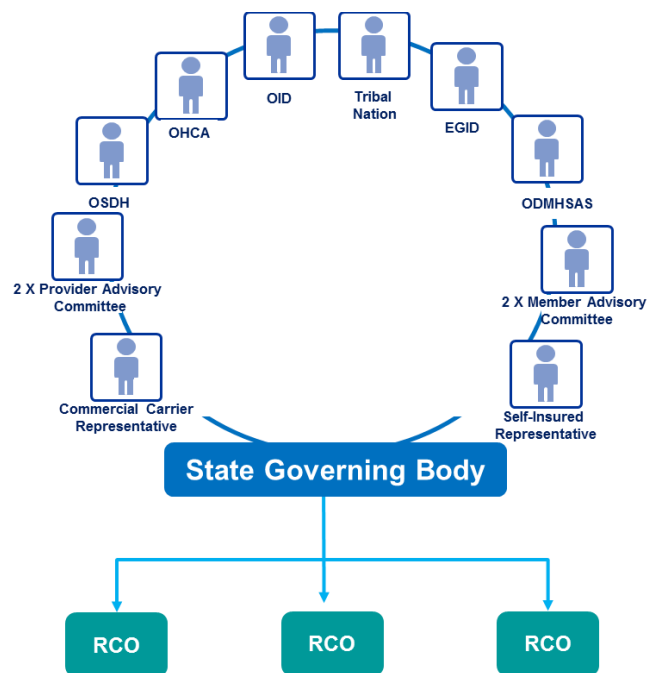 OID
Tribal
Nation
OHCA
EGID
OSDH
ODMHSAS
2 X Provider Advisory
Committee
2 X Member Advisory
Committee
Commercial Carrier
Representative
Self-Insured
Representative
State Governing Body
RCO
RCO
RCO